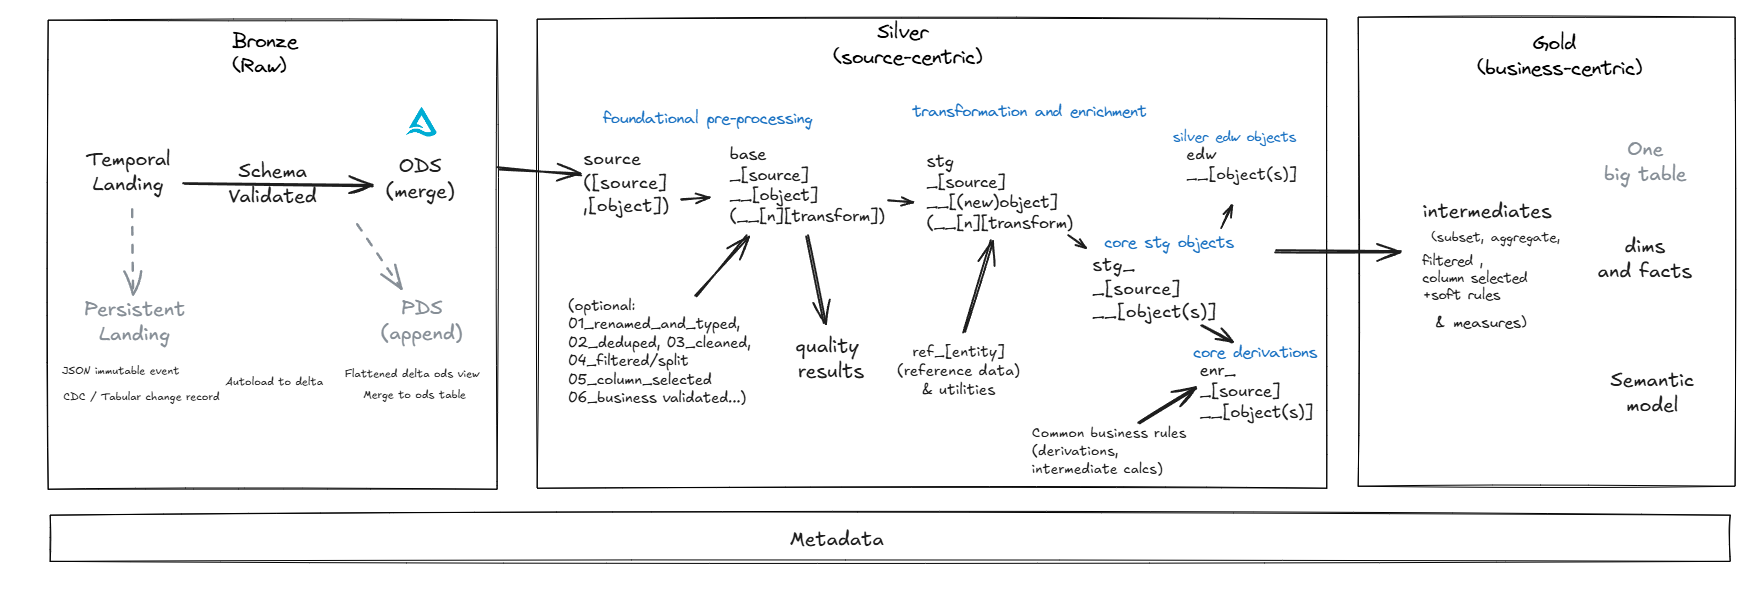 Bronze
(Raw)
Temporal
Landing
Schema
Validated
ODS
(merge)
Persistent
Landing
PDS
(append)
JSON immutable event
CDC / Tabular change record
Autoload to delta
Flattened delta ods view
Merge to ods table
Silver
(source-centric)
foundational pre-processing
source
([source]
,[object])
base
_[source]
__[object]
(__[n][transform])
(optional:
01_renamed_and_typed,
02_deduped, 03_cleaned,
04_filtered/split
05_column_selected
06_business validated...)
quality
results
transformation and enrichment
stg
_[source]
__[(new)object]
(__[n][transform)
ref_[entity]
(reference data)
& utilities
silver edw objects
edw
__[object(s)]
core stg objects
stg_
_[source]
__[object(s)]
core derivations
enr_
_[source]
__[object(s)]
Common business rules
(derivations,
intermediate calcs)
Gold
(business-centric)
intermediates
(subset, aggregate,
filtered ,
column selected
+soft rules
& measures)
One
big table
dims
and facts
Semantic
model
Metadata